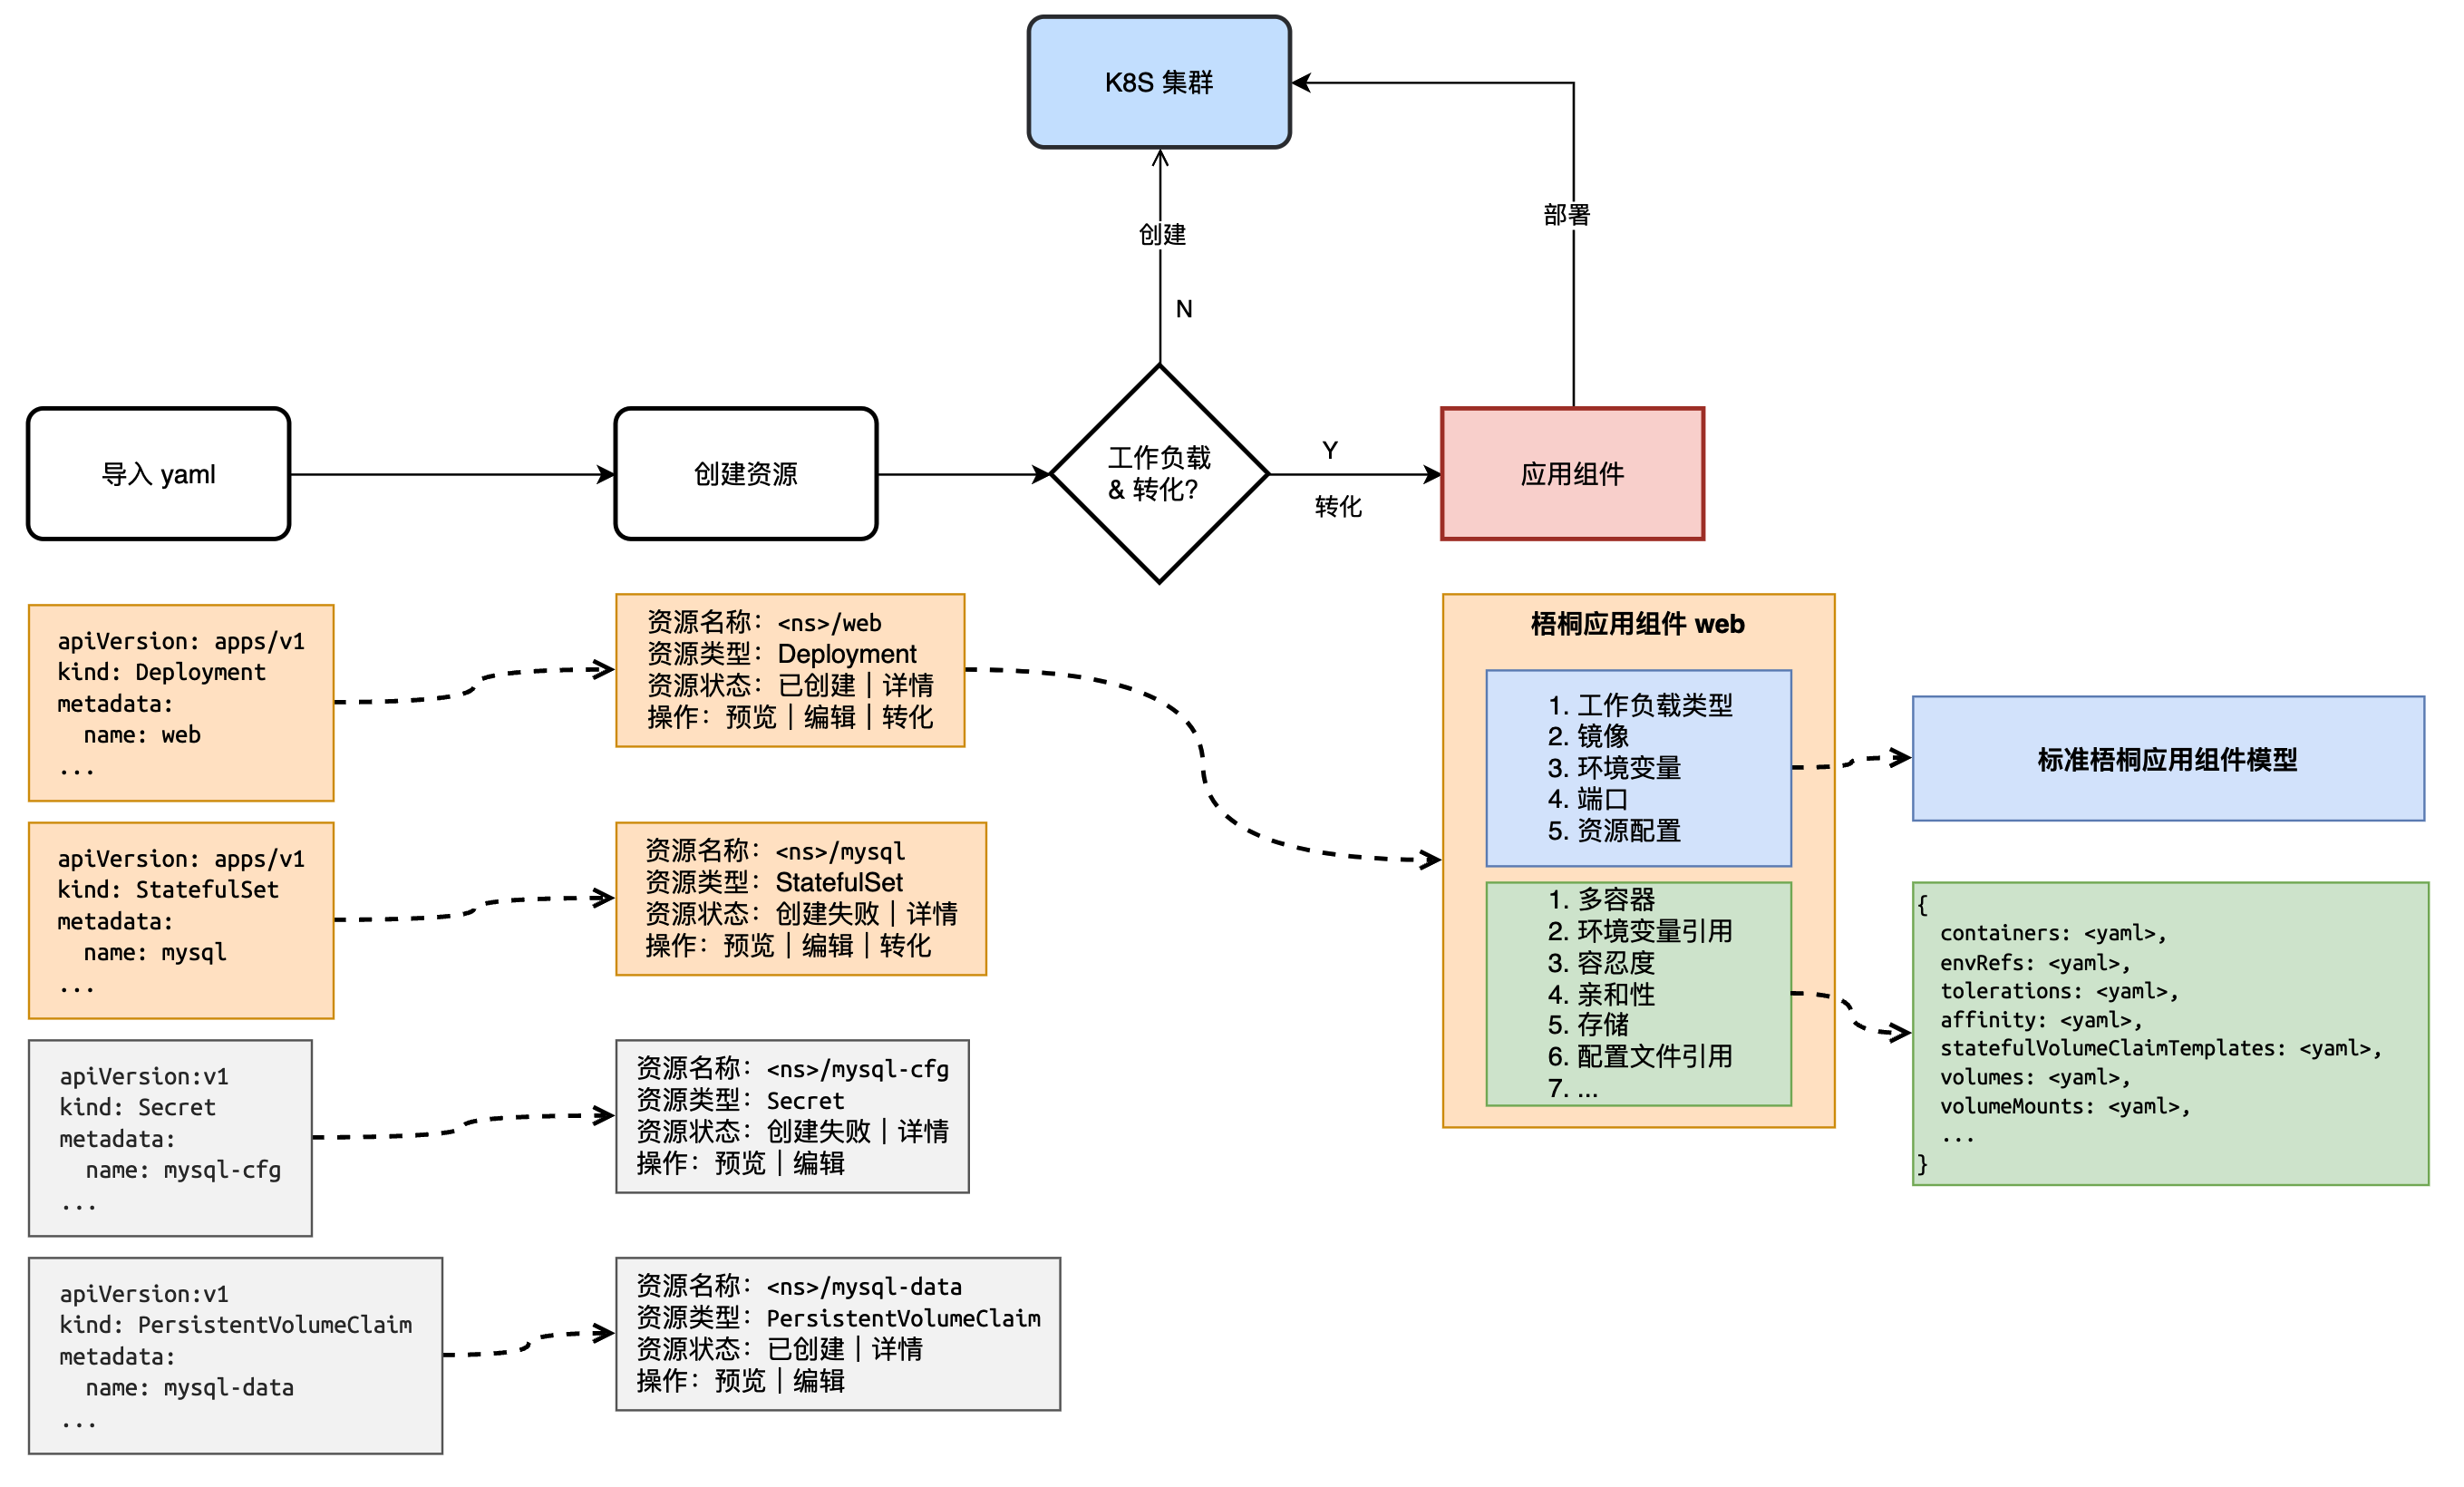 K8S 集群
部署
创建
N
导入 yaml
创建资源
工作负载
& 转化?
Y
转化
应用组件
apiVersion: apps/v1
kind: Deployment
metadata:
  name: web
...
资源名称：<ns>/web
资源类型：Deployment
资源状态：已创建｜详情
操作：预览｜编辑｜转化
apiVersion: apps/v1
kind: StatefulSet
metadata:
  name: mysql
...
资源名称：<ns>/mysql
资源类型：StatefulSet
资源状态：创建失败｜详情
操作：预览｜编辑｜转化
apiVersion:v1
kind: Secret
metadata:
  name: mysql-cfg
...
资源名称：<ns>/mysql-cfg
资源类型：Secret
资源状态：创建失败｜详情
操作：预览｜编辑
apiVersion:v1
kind: PersistentVolumeClaim
metadata:
  name: mysql-data
...
资源名称：<ns>/mysql-data
资源类型：PersistentVolumeClaim
资源状态：已创建｜详情
操作：预览｜编辑
梧桐应用组件 web
1. 工作负载类型
2. 镜像
3. 环境变量
4. 端口
5. 资源配置
1. 多容器
2. 环境变量引用
3. 容忍度
4. 亲和性
5. 存储
6. 配置文件引用
7. ...
标准梧桐应用组件模型
{
  containers: <yaml>,
  envRefs: <yaml>,
  tolerations: <yaml>,
  affinity: <yaml>,
  statefulVolumeClaimTemplates: <yaml>,
  volumes: <yaml>,
  volumeMounts: <yaml>,
  ...
}